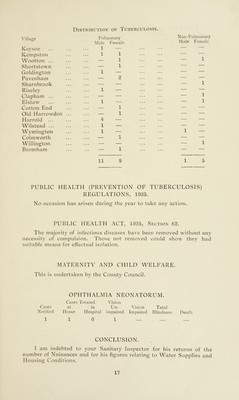 DISTRIBUTION OF TUBERCULOSIS.
Village Pulmonary Non-Pulmonary
Male Female Male Female
Keysoe ... ... 1 — ... ... ... — —
Kempston ... ... 1 1 ... ... ... — —
Wootton ... ... — 1 ... ... ... — 1
Shortstown ... — 1 ... ... ... — —
Goldington ... 1 — ... ... ... — —
Pavenham ... — 2 ... ... ... — —
Sharnbrook ... — — ... ... ... — 1
Riseley ... ... 1 — ... ... ... — —
Clapham ... ... — — ... ... ... — 1
Elstow ... ... 1 — ... ... ... — 1
Cotton End ... — 1 ... ... ... — —
Old Harrowden ... — 1 ... ... ... — —
Harrold ... ... 4 — ... ... ... — —
Wilstead ... ... 1 — ... ... ... — —
Wymington ... 1 — ... ... ... 1 —
Colmworth ... — 1 ... ... ... — —
Willington ... — — ... ... ... — 1
Bromham ... — 1 ... ... ... — —
11 9 1 5
PUBLIC HEALTH (PREVENTION OF TUBERCULOSIS)
REGULATIONS, 1925.
No occasion has arisen during the year to take any action.
PUBLIC HEALTH ACT, 1925, SECTION 62.
The majority of infectious diseases have been removed without any
necessity of compulsion. Those not removed could show they had
suitable means for effectual isolation.
MATERNITY AND CHILD WELFARE.
This is undertaken by the County Council.
OPHTHALMIA NEONATORUM.
Cases Treated Vision
Cases at in Un- Vision Total
Notified Home Hospital impaired Impaired Blindness Death
1 1 0 1 — — —
CONCLUSION.
I am indebted to your Sanitary Inspector for his returns of the
number of Nuisances and for his figures relating to Water Supplies and
Housing Conditions.
17